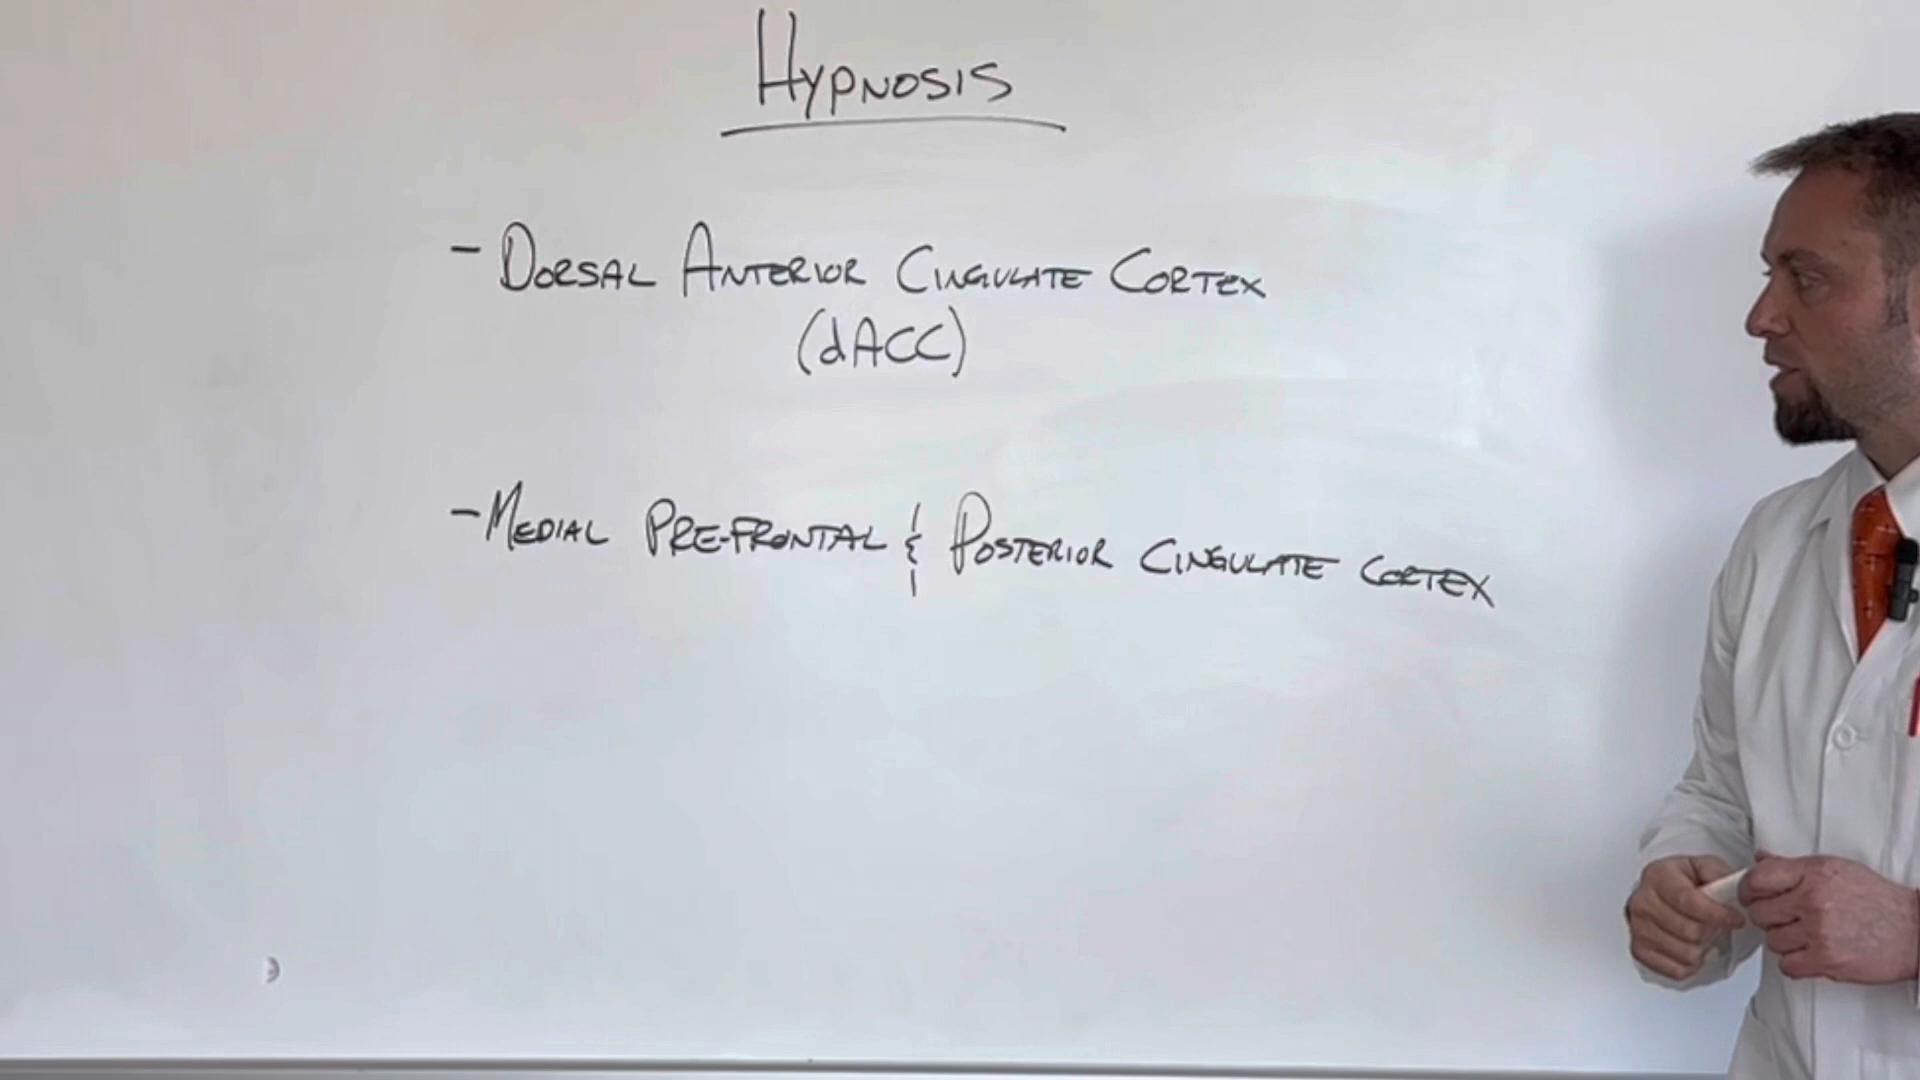 HYPNOSIS
- DORSAL ANTERIOR CINGULATE CORTEX
(dACC)
- MEDIAL PRE-FRONTAL & POSTERIOR CINGULATE CORTEX